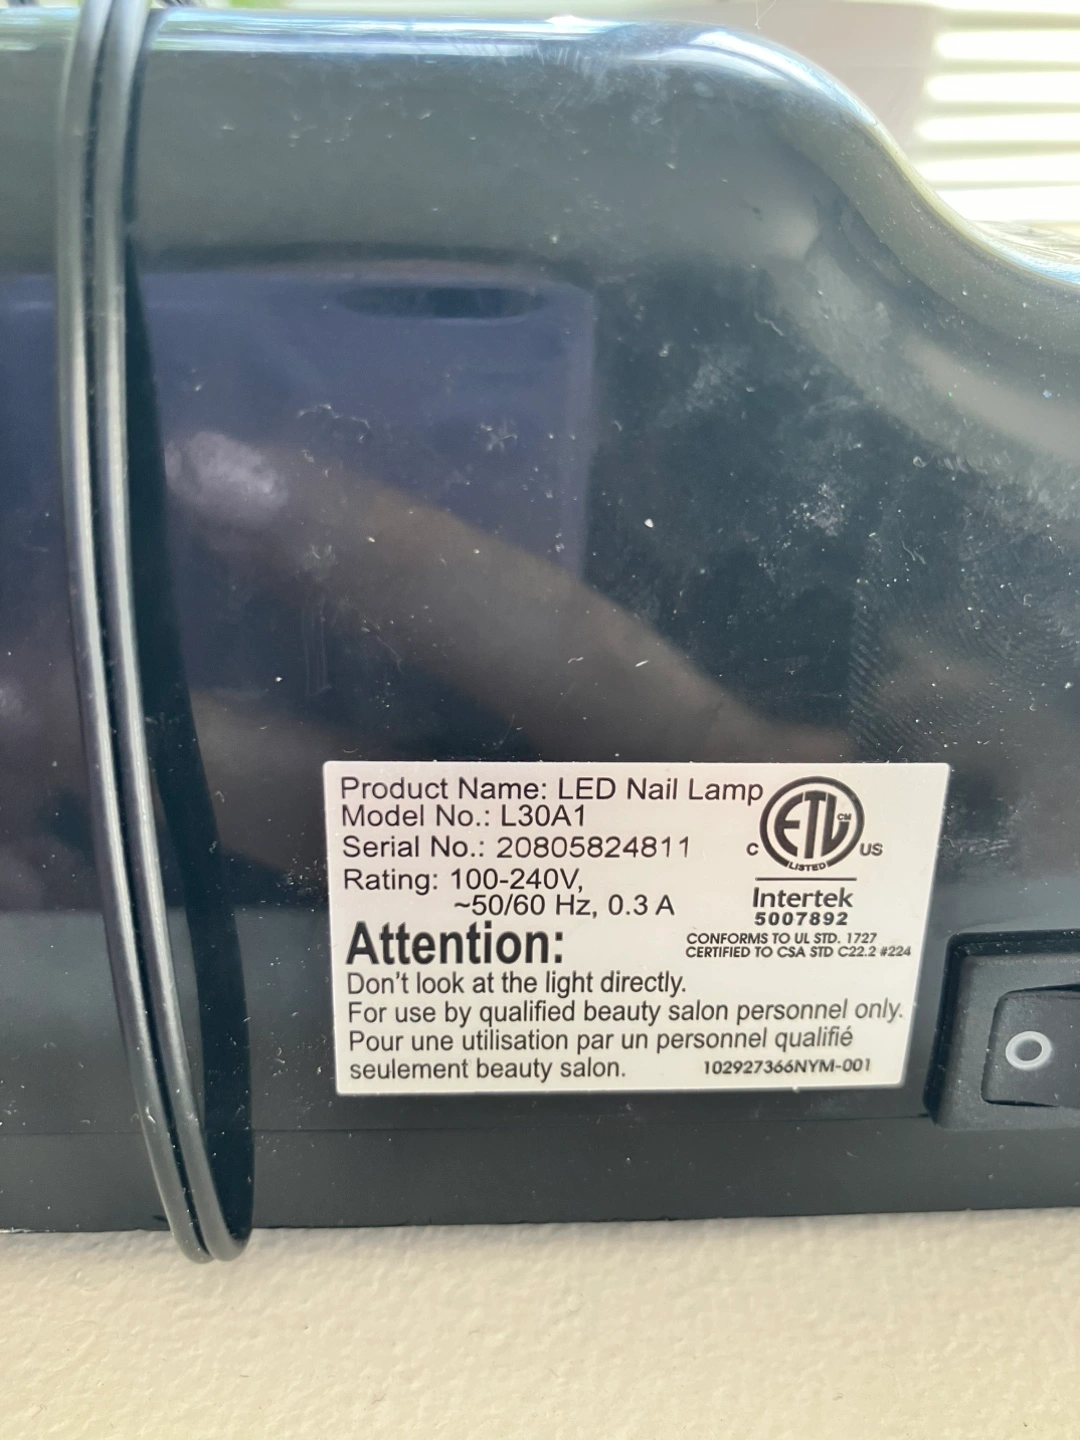 Product Name: LED Nail Lamp
Model No.: L30A1
Serial No.: 20805824811
Rating: 100-240V,
~50/60 Hz, 0.3 A
ETL CM
LISTED
C US
Intertek
5007892
CONFORMS TO UL STD. 1727
CERTIFIED TO CSA STD C22.2 #224
Attention:
Don't look at the light directly.
For use by qualified beauty salon personnel only.
Pour une utilisation par un personnel qualifié
seulement beauty salon.
102927366NYM-001